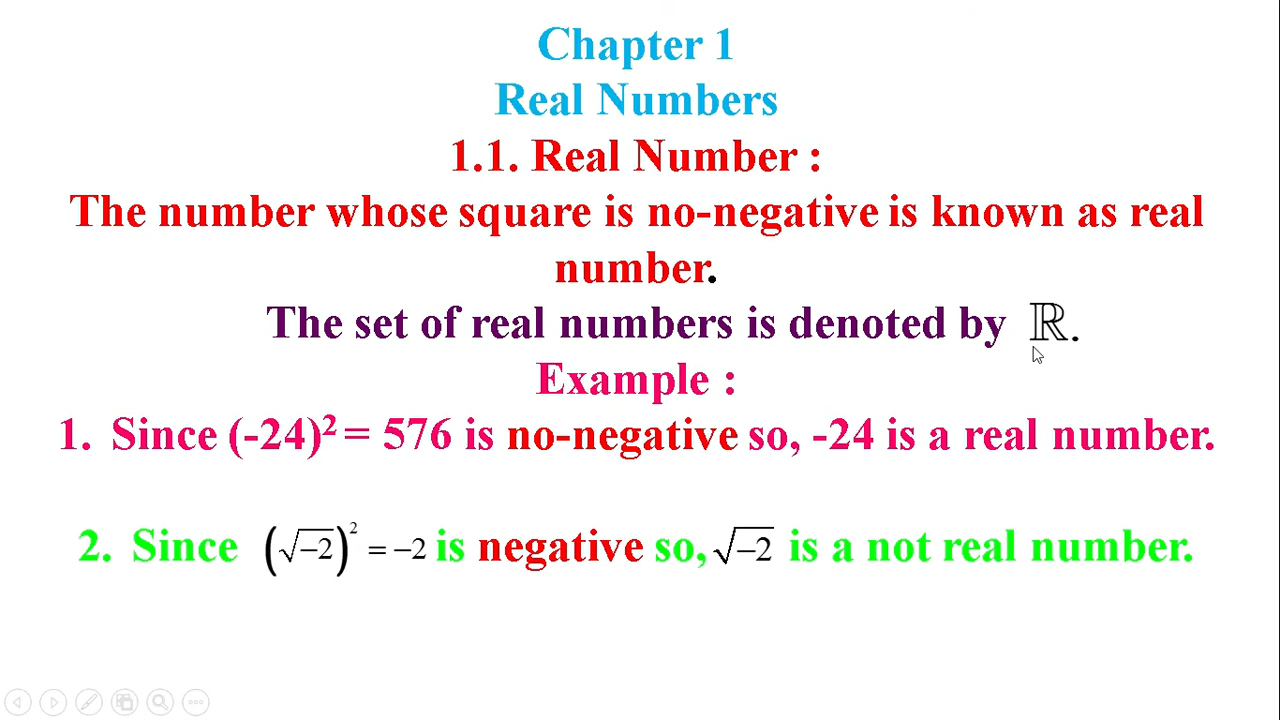 Chapter 1
Real Numbers
1.1. Real Number :
The number whose square is no-negative is known as real
number.
The set of real numbers is denoted by ℝ.
Example :
1. Since (-24)² = 576 is no-negative so, -24 is a real number.
2. Since (√−2)² = −2 is negative so, √−2 is a not real number.